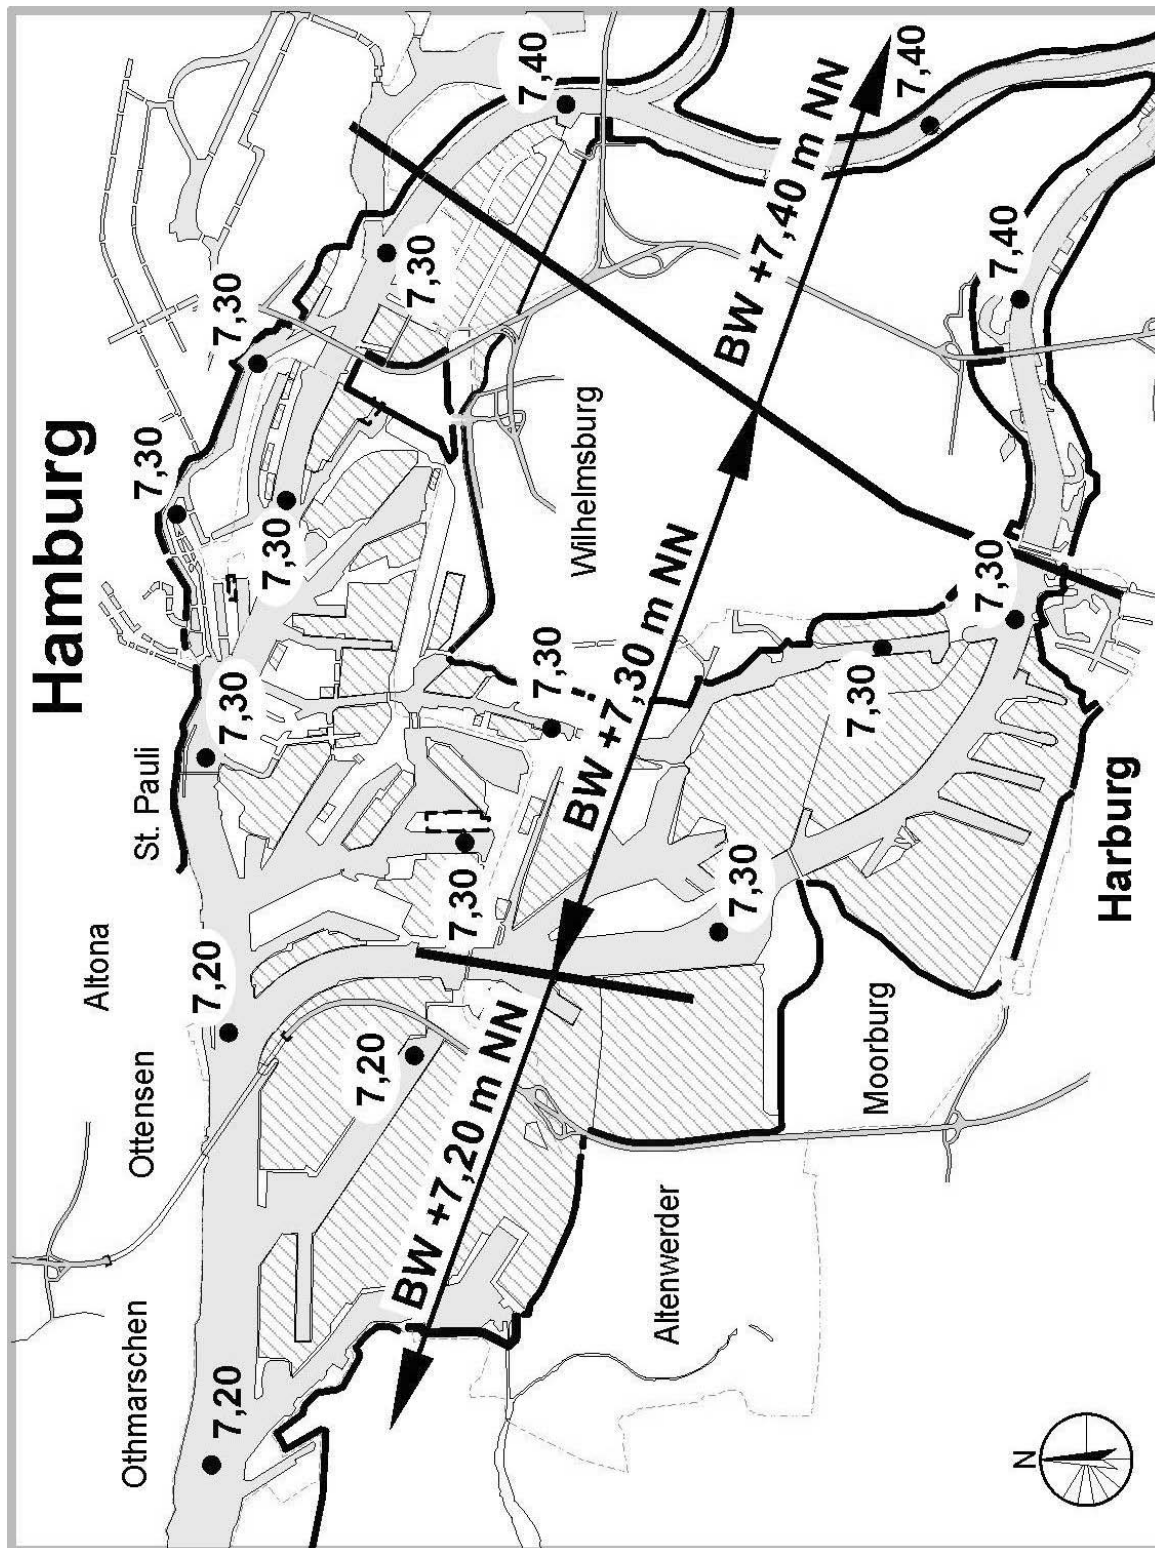 Hamburg
St. Pauli
Altona
Ottensen
Othmarschen
7,20
7,20
7,20
7,30
7,30
7,30
7,30
7,30
7,30
7,30
7,30
7,30
7,30
7,40
7,40
7,40
BW +7,20 m NN
BW +7,30 m NN
BW +7,40 m NN
Wilhelmsburg
Altenwerder
Moorburg
Harburg
N